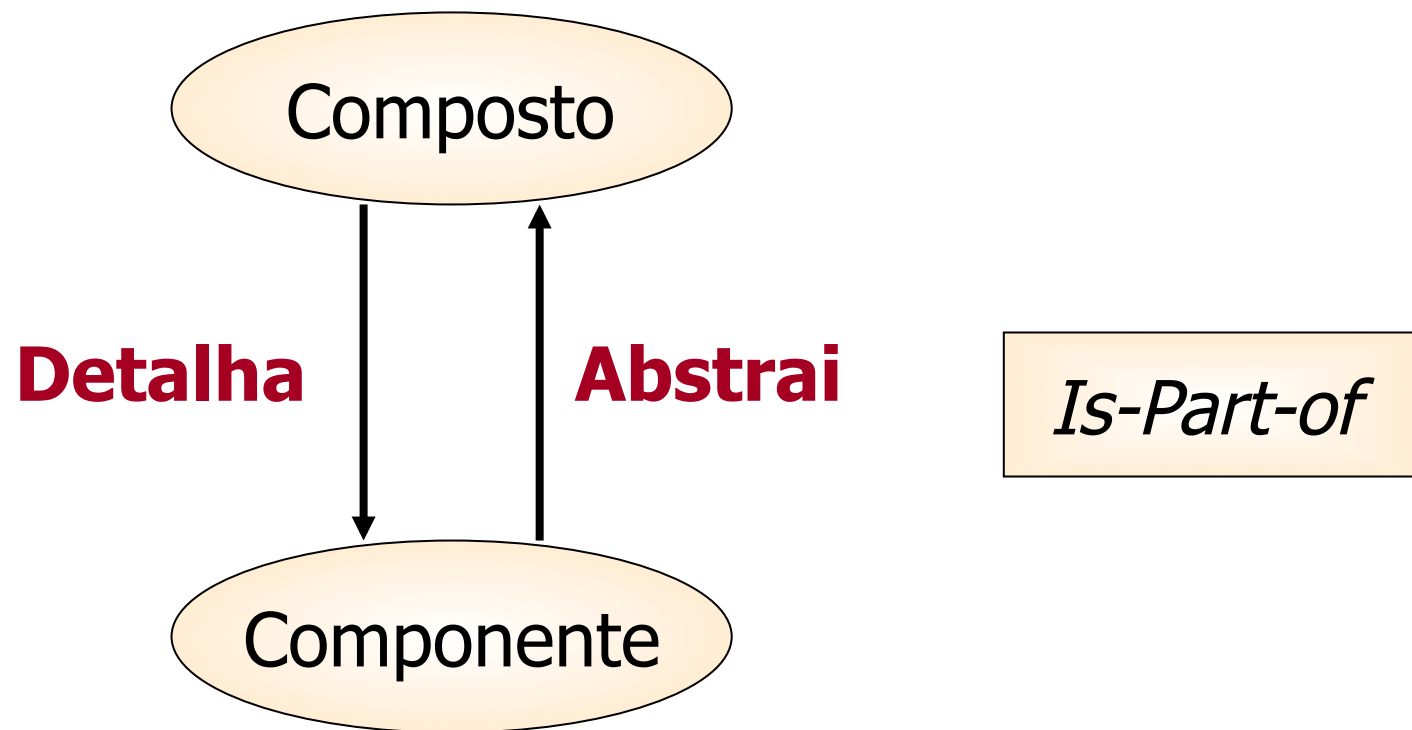 Composto
Detalha
Abstrai
Is-Part-of
Componente